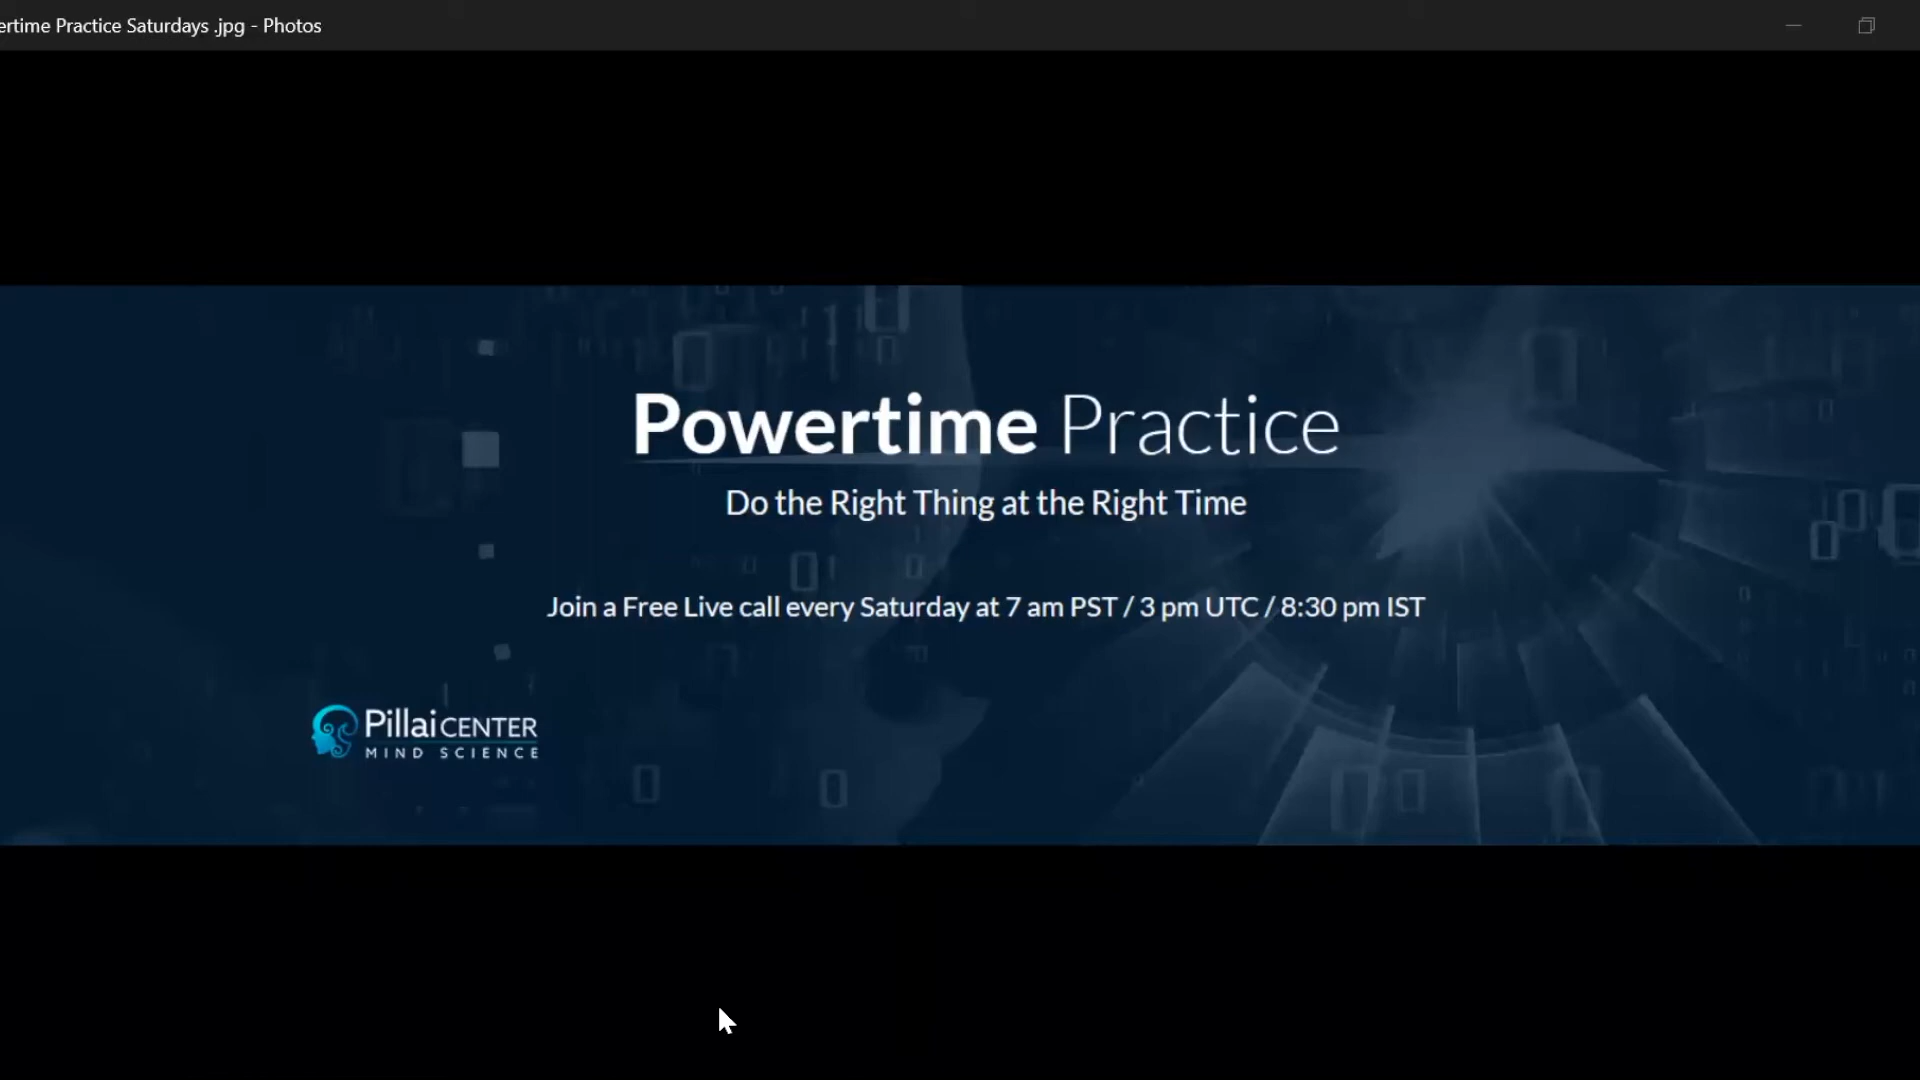 ertime Practice Saturdays .jpg - Photos
Powertime Practice
Do the Right Thing at the Right Time
Join a Free Live call every Saturday at 7 am PST / 3 pm UTC / 8:30 pm IST
PillaiCENTER
MIND SCIENCE